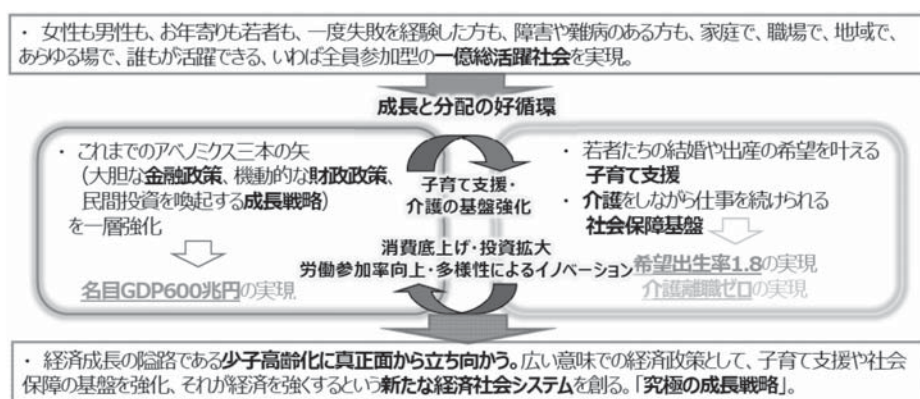 ・ 女性も男性も、お年寄りも若者も、一度失敗を経験した方も、障害や難病のある方も、家庭で、職場で、地域で、
あらゆる場で、誰もが活躍できる、いわば全員参加型の一億総活躍社会を実現。
成長と分配の好循環
・ これまでのアベノミクス三本の矢
(大胆な金融政策、機動的な財政政策、
民間投資を喚起する成長戦略)
を一層強化
名目GDP600兆円の実現
子育て支援・
介護の基盤強化
消費底上げ・投資拡大
労働参加率向上・多様性によるイノベーション
・ 若者たちの結婚や出産の希望を叶える
子育て支援
・ 介護をしながら仕事を続けられる
社会保障基盤
希望出生率1.8の実現
介護離職ゼロの実現
・ 経済成長の隘路である少子高齢化に真正面から立ち向かう。広い意味での経済政策として、子育て支援や社会
保障の基盤を強化、それが経済を強くするという新たな経済社会システムを創る。「究極の成長戦略」。